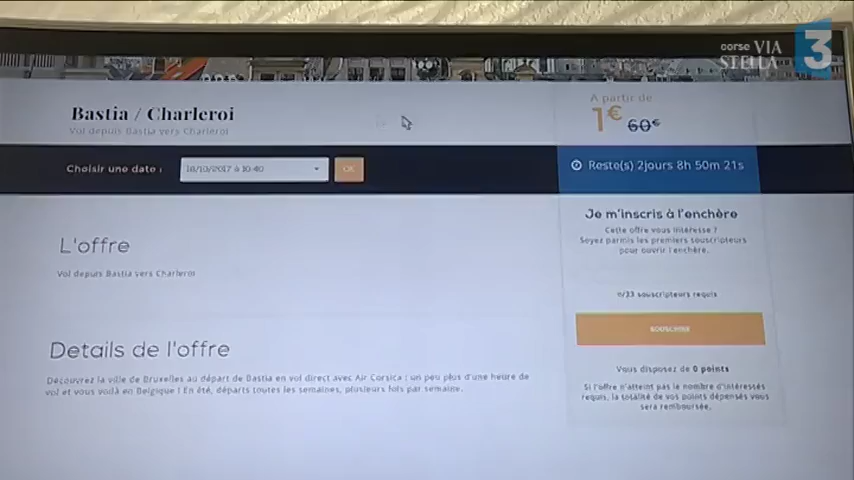 corse VIA
STELLA
3
Bastia / Charleroi
Vol depuis Bastia vers Charleroi
A partir de
1€ 60€
Choisir une date :
à 10:40
OK
Reste(s) 2jours 8h 50m 21s
Je m'inscris à l'enchère
Cette offre vous intéresse ?
Soyez parmis les premiers souscripteurs
pour ouvrir l'enchère.
L'offre
Vol depuis Bastia vers Charleroi
souscripteurs requis
SOUSCRIRE
Details de l'offre
Découvrez la ville de Bruxelles au départ de Bastia en vol direct avec Air Corsica : un peu plus d'une heure de
vol et vous voilà en Belgique ! En été, départs toutes les semaines, plusieurs fois par semaine.
Vous disposez de 0 points
Si l'offre n'atteint pas le nombre d'intéressés
requis, la totalité de vos points dépensés vous
sera remboursée.